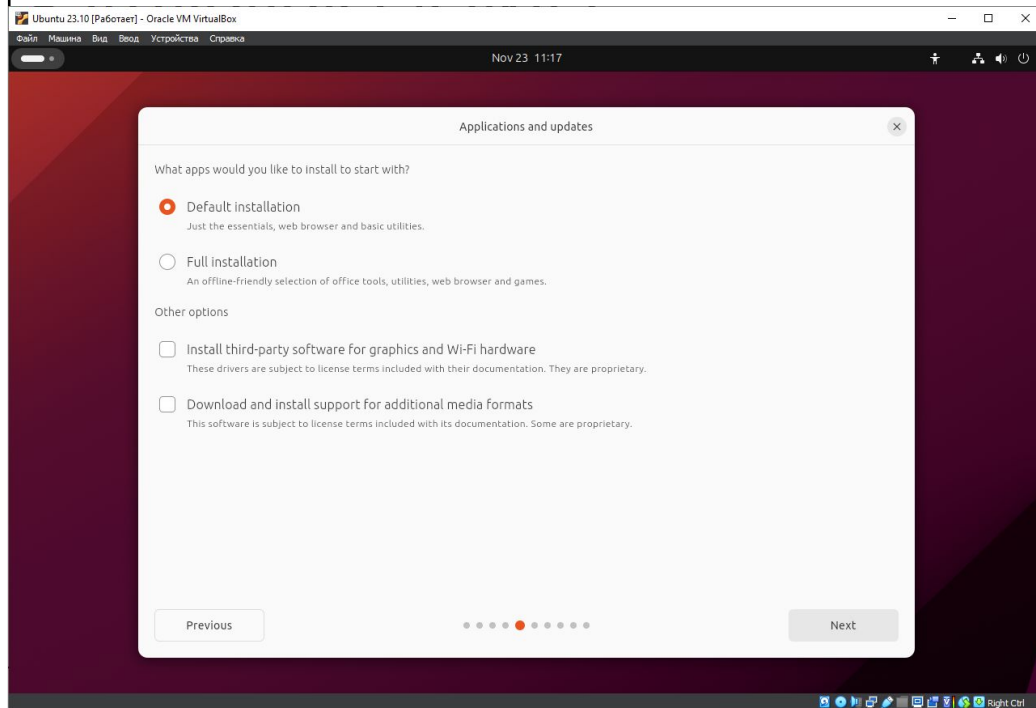 Ubuntu 23.10 [Работает] - Oracle VM VirtualBox
Файл Машина Вид Ввод Устройства Справка
Nov 23 11:17
Applications and updates
What apps would you like to install to start with?
Default installation
Just the essentials, web browser and basic utilities.
Full installation
An offline-friendly selection of office tools, utilities, web browser and games.
Other options
Install third-party software for graphics and Wi-Fi hardware
These drivers are subject to license terms included with their documentation. They are proprietary.
Download and install support for additional media formats
This software is subject to license terms included with its documentation. Some are proprietary.
Previous
Next
Right Ctrl